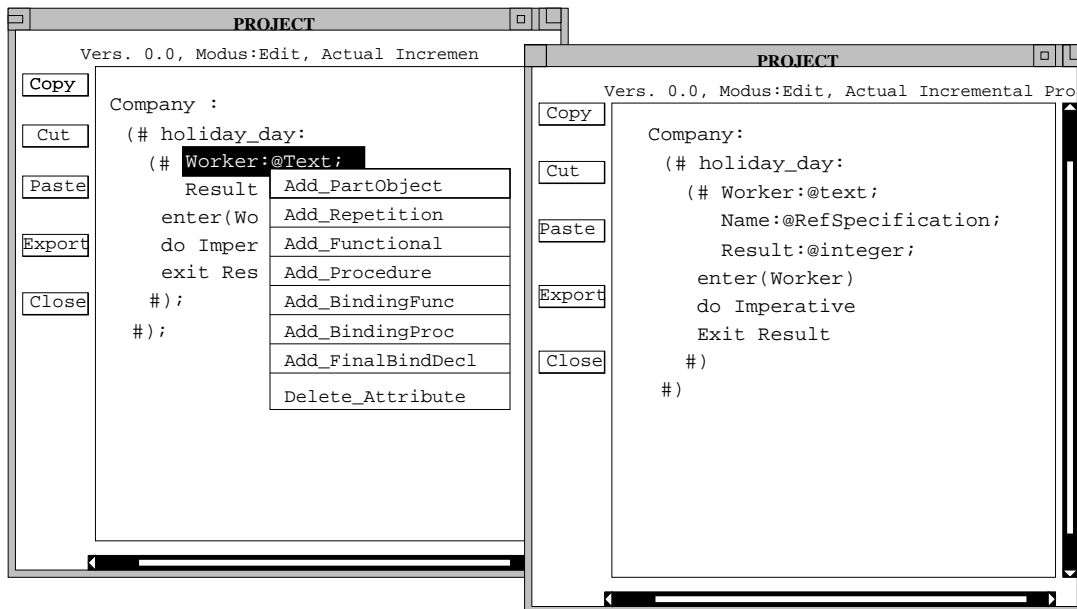 PROJECT
Vers. 0.0, Modus:Edit, Actual Incremen
Copy
Cut
Paste
Export
Close
Company :
(# holiday_day:
(# Worker:@Text;
Result
enter(Wo
do Imper
exit Res
#);
#);
Add_PartObject
Add_Repetition
Add_Functional
Add_Procedure
Add_BindingFunc
Add_BindingProc
Add_FinalBindDecl
Delete_Attribute
PROJECT
Vers. 0.0, Modus:Edit, Actual Incremental Pro
Copy
Cut
Paste
Export
Close
Company:
(# holiday_day:
(# Worker:@text;
Name:@RefSpecification;
Result:@integer;
enter(Worker)
do Imperative
Exit Result
#)
#)